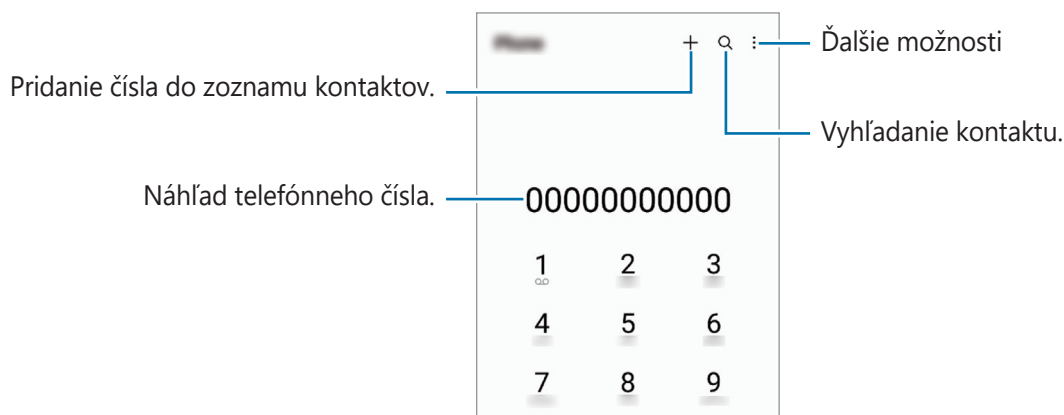 Ďalšie možnosti
Pridanie čísla do zoznamu kontaktov.
Vyhľadanie kontaktu.
Náhľad telefónneho čísla.
00000000000
1 2 3
4 5 6
7 8 9